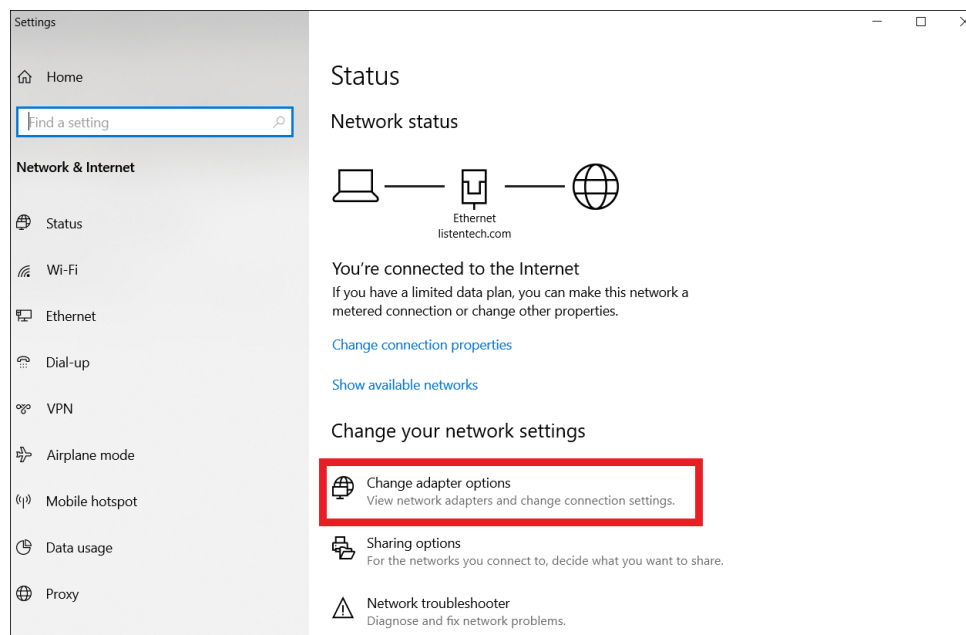 Settings
Home
Find a setting
Network & Internet
Status
Wi-Fi
Ethernet
Dial-up
VPN
Airplane mode
Mobile hotspot
Data usage
Proxy
Status
Network status
Ethernet
listentech.com
You're connected to the Internet
If you have a limited data plan, you can make this network a
metered connection or change other properties.
Change connection properties
Show available networks
Change your network settings
Change adapter options
View network adapters and change connection settings.
Sharing options
For the networks you connect to, decide what you want to share.
Network troubleshooter
Diagnose and fix network problems.